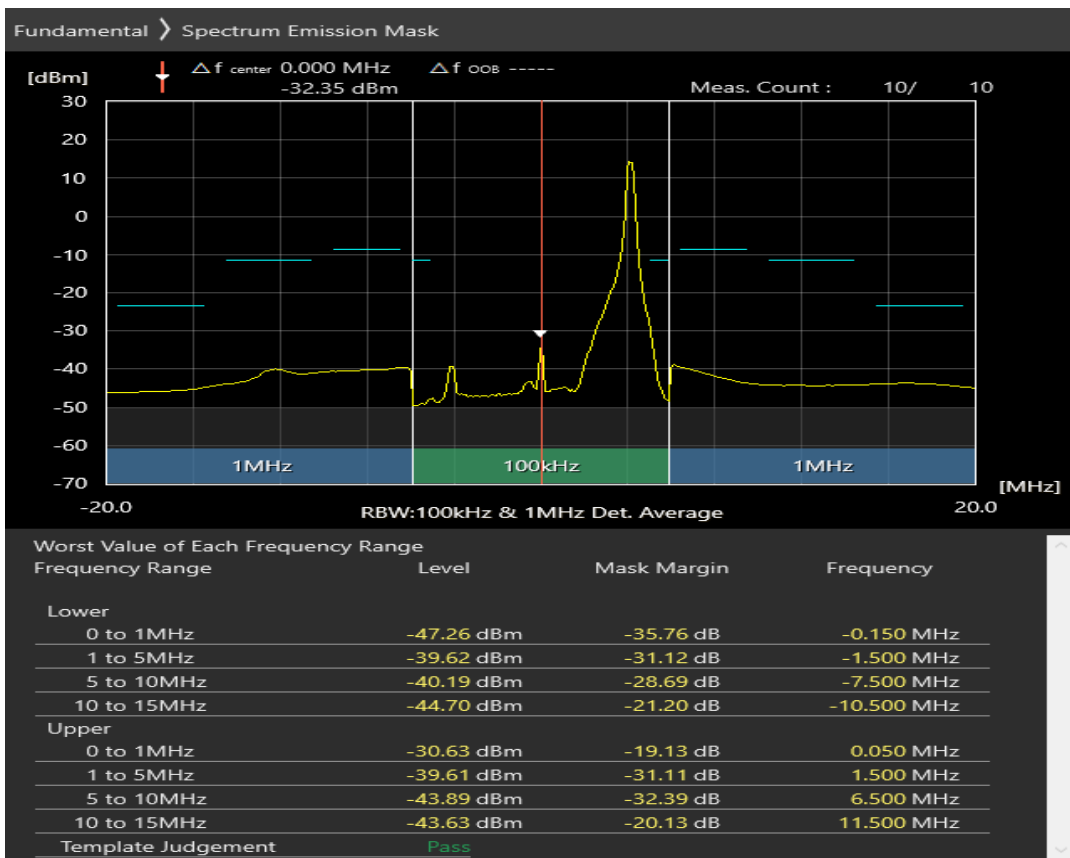 Fundamental ❯ Spectrum Emission Mask
[dBm] △f center 0.000 MHz △f OOB -----
-32.35 dBm Meas. Count : 10/ 10
30
20
10
0
-10
-20
-30
-40
-50
-60
1MHz 100kHz 1MHz
-70 [MHz]
-20.0 RBW:100kHz & 1MHz Det. Average 20.0
Worst Value of Each Frequency Range
Frequency Range Level Mask Margin Frequency
Lower
0 to 1MHz -47.26 dBm -35.76 dB -0.150 MHz
1 to 5MHz -39.62 dBm -31.12 dB -1.500 MHz
5 to 10MHz -40.19 dBm -28.69 dB -7.500 MHz
10 to 15MHz -44.70 dBm -21.20 dB -10.500 MHz
Upper
0 to 1MHz -30.63 dBm -19.13 dB 0.050 MHz
1 to 5MHz -39.61 dBm -31.11 dB 1.500 MHz
5 to 10MHz -43.89 dBm -32.39 dB 6.500 MHz
10 to 15MHz -43.63 dBm -20.13 dB 11.500 MHz
Template Judgement Pass